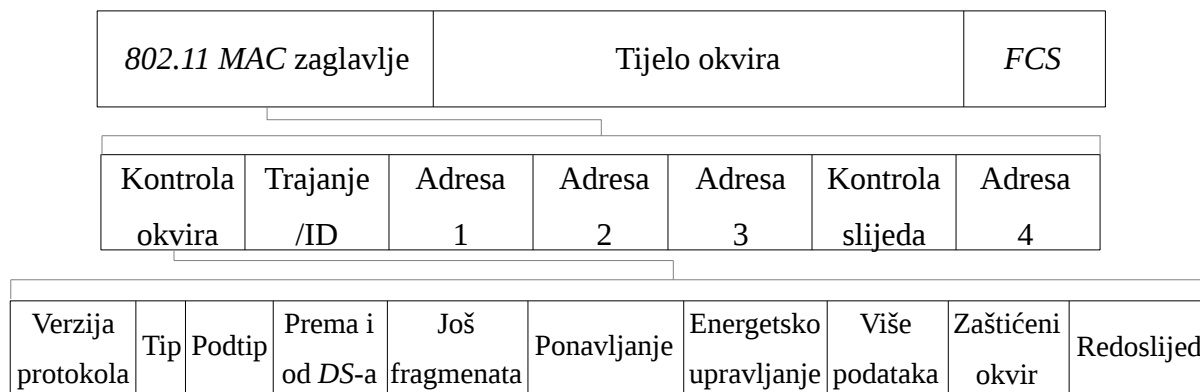 802.11 MAC zaglavlje Tijelo okvira FCS
Kontrola Trajanje Adresa Adresa Adresa Kontrola Adresa
okvira /ID 1 2 3 slijeda 4
Verzija Prema i Još Energetsko Više Zaštićeni
Tip Podtip Ponavljanje Redoslijed
protokola od DS-a fragmenata upravljanje podataka okvir